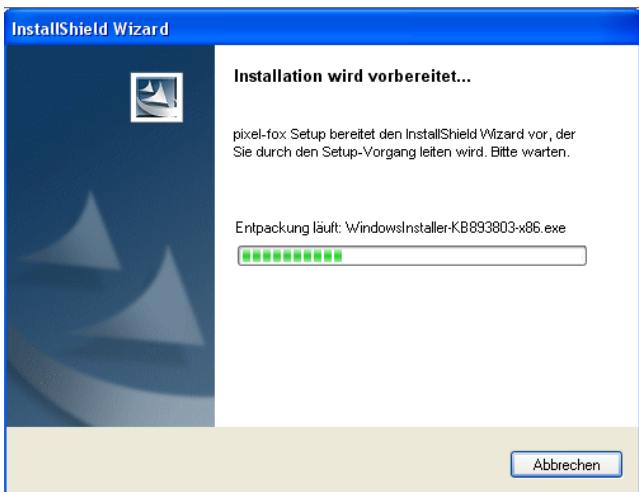 InstallShield Wizard
Installation wird vorbereitet...
pixel-fox Setup bereitet den InstallShield Wizard vor, der
Sie durch den Setup-Vorgang leiten wird. Bitte warten.
Entpackung läuft: WindowsInstaller-KB893803-x86.exe
Abbrechen